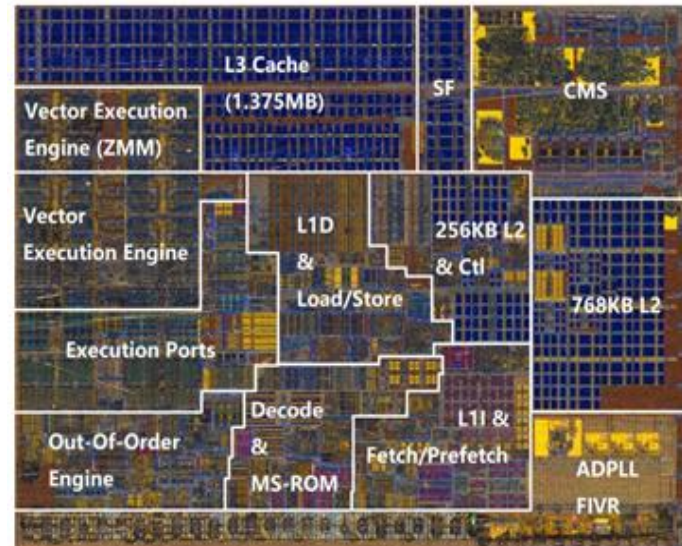 L3 Cache
(1.375MB)
SF
CMS
Vector Execution
Engine (ZMM)
Vector
Execution Engine
L1D
&
Load/Store
256KB L2
& Ctl
768KB L2
Execution Ports
Out-Of-Order
Engine
Decode
&
MS-ROM
L1I &
Fetch/Prefetch
ADPLL
FIVR